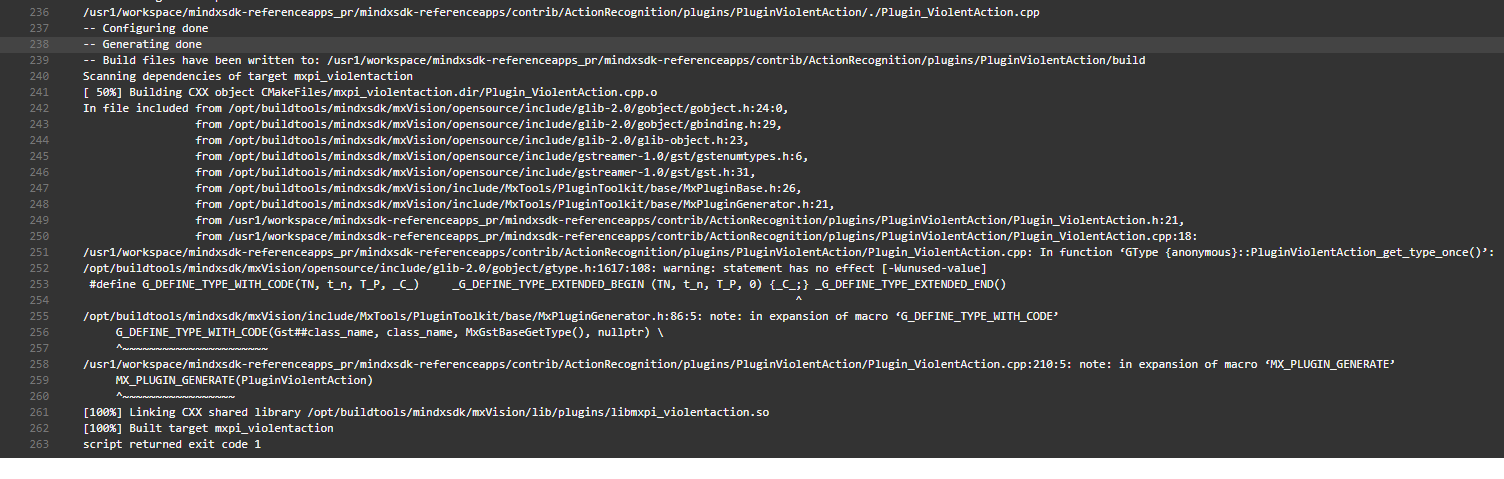 236 /usr1/workspace/mindxsdk-referenceapps_pr/mindxsdk-referenceapps/contrib/ActionRecognition/plugins/PluginViolentAction/./Plugin_ViolentAction.cpp
237 -- Configuring done
238 -- Generating done
239 -- Build files have been written to: /usr1/workspace/mindxsdk-referenceapps_pr/mindxsdk-referenceapps/contrib/ActionRecognition/plugins/PluginViolentAction/build
240 Scanning dependencies of target mxpi_violentaction
241 [ 50%] Building CXX object CMakeFiles/mxpi_violentaction.dir/Plugin_ViolentAction.cpp.o
242 In file included from /opt/buildtools/mindxsdk/mxVision/opensource/include/glib-2.0/gobject/gobject.h:24:0,
243                  from /opt/buildtools/mindxsdk/mxVision/opensource/include/glib-2.0/gobject/gbinding.h:29,
244                  from /opt/buildtools/mindxsdk/mxVision/opensource/include/glib-2.0/glib-object.h:23,
245                  from /opt/buildtools/mindxsdk/mxVision/opensource/include/gstreamer-1.0/gst/gstenumtypes.h:6,
246                  from /opt/buildtools/mindxsdk/mxVision/opensource/include/gstreamer-1.0/gst/gst.h:31,
247                  from /opt/buildtools/mindxsdk/mxVision/include/MxTools/PluginToolkit/base/MxPluginBase.h:26,
248                  from /opt/buildtools/mindxsdk/mxVision/include/MxTools/PluginToolkit/base/MxPluginGenerator.h:21,
249                  from /usr1/workspace/mindxsdk-referenceapps_pr/mindxsdk-referenceapps/contrib/ActionRecognition/plugins/PluginViolentAction/Plugin_ViolentAction.h:21,
250                  from /usr1/workspace/mindxsdk-referenceapps_pr/mindxsdk-referenceapps/contrib/ActionRecognition/plugins/PluginViolentAction/Plugin_ViolentAction.cpp:18:
251 /usr1/workspace/mindxsdk-referenceapps_pr/mindxsdk-referenceapps/contrib/ActionRecognition/plugins/PluginViolentAction/Plugin_ViolentAction.cpp: In function ‘GType {anonymous}::PluginViolentAction_get_type_once()’:
252 /opt/buildtools/mindxsdk/mxVision/opensource/include/glib-2.0/gobject/gtype.h:1617:108: warning: statement has no effect [-Wunused-value]
253  #define G_DEFINE_TYPE_WITH_CODE(TN, t_n, T_P, _C_)     _G_DEFINE_TYPE_EXTENDED_BEGIN (TN, t_n, T_P, 0) {_C_;} _G_DEFINE_TYPE_EXTENDED_END()
254                                                                                                             ^
255 /opt/buildtools/mindxsdk/mxVision/include/MxTools/PluginToolkit/base/MxPluginGenerator.h:86:5: note: in expansion of macro ‘G_DEFINE_TYPE_WITH_CODE’
256      G_DEFINE_TYPE_WITH_CODE(Gst##class_name, class_name, MxGstBaseGetType(), nullptr) \
257      ^~~~~~~~~~~~~~~~~~~~~~~
258 /usr1/workspace/mindxsdk-referenceapps_pr/mindxsdk-referenceapps/contrib/ActionRecognition/plugins/PluginViolentAction/Plugin_ViolentAction.cpp:210:5: note: in expansion of macro ‘MX_PLUGIN_GENERATE’
259      MX_PLUGIN_GENERATE(PluginViolentAction)
260      ^~~~~~~~~~~~~~~~~~
261 [100%] Linking CXX shared library /opt/buildtools/mindxsdk/mxVision/lib/plugins/libmxpi_violentaction.so
262 [100%] Built target mxpi_violentaction
263 script returned exit code 1